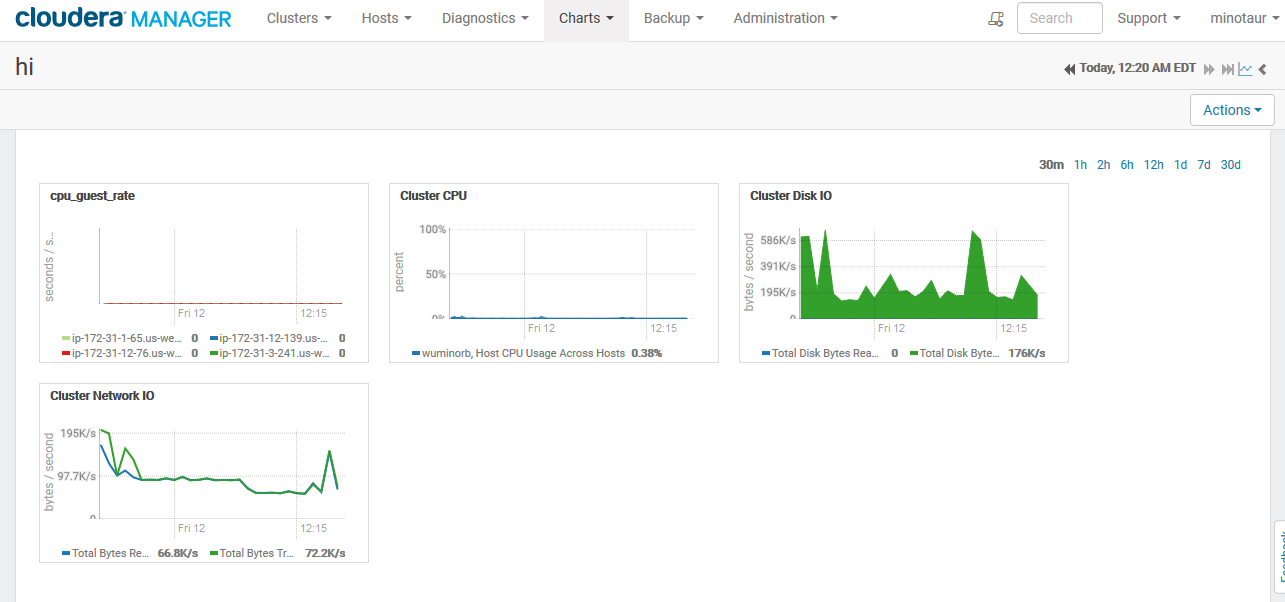 cloudera MANAGER Clusters Hosts Diagnostics Charts Backup Administration Search Support minotaur
hi
Today, 12:20 AM EDT
Actions
30m 1h 2h 6h 12h 1d 7d 30d
cpu_guest_rate
seconds / s...
Fri 12 12:15
ip-172-31-1-65.us-we... 0 ip-172-31-12-139.us-... 0
ip-172-31-12-76.us-w... 0 ip-172-31-3-241.us-w... 0
Cluster CPU
percent
100%
50%
0%
Fri 12 12:15
wuminorb, Host CPU Usage Across Hosts 0.38%
Cluster Disk IO
bytes / second
586K/s
391K/s
195K/s
0
Fri 12 12:15
Total Disk Bytes Rea... 0 Total Disk Byte... 176K/s
Cluster Network IO
bytes / second
195K/s
97.7K/s
0
Fri 12 12:15
Total Bytes Re... 66.8K/s Total Bytes Tr... 72.2K/s
Feedback